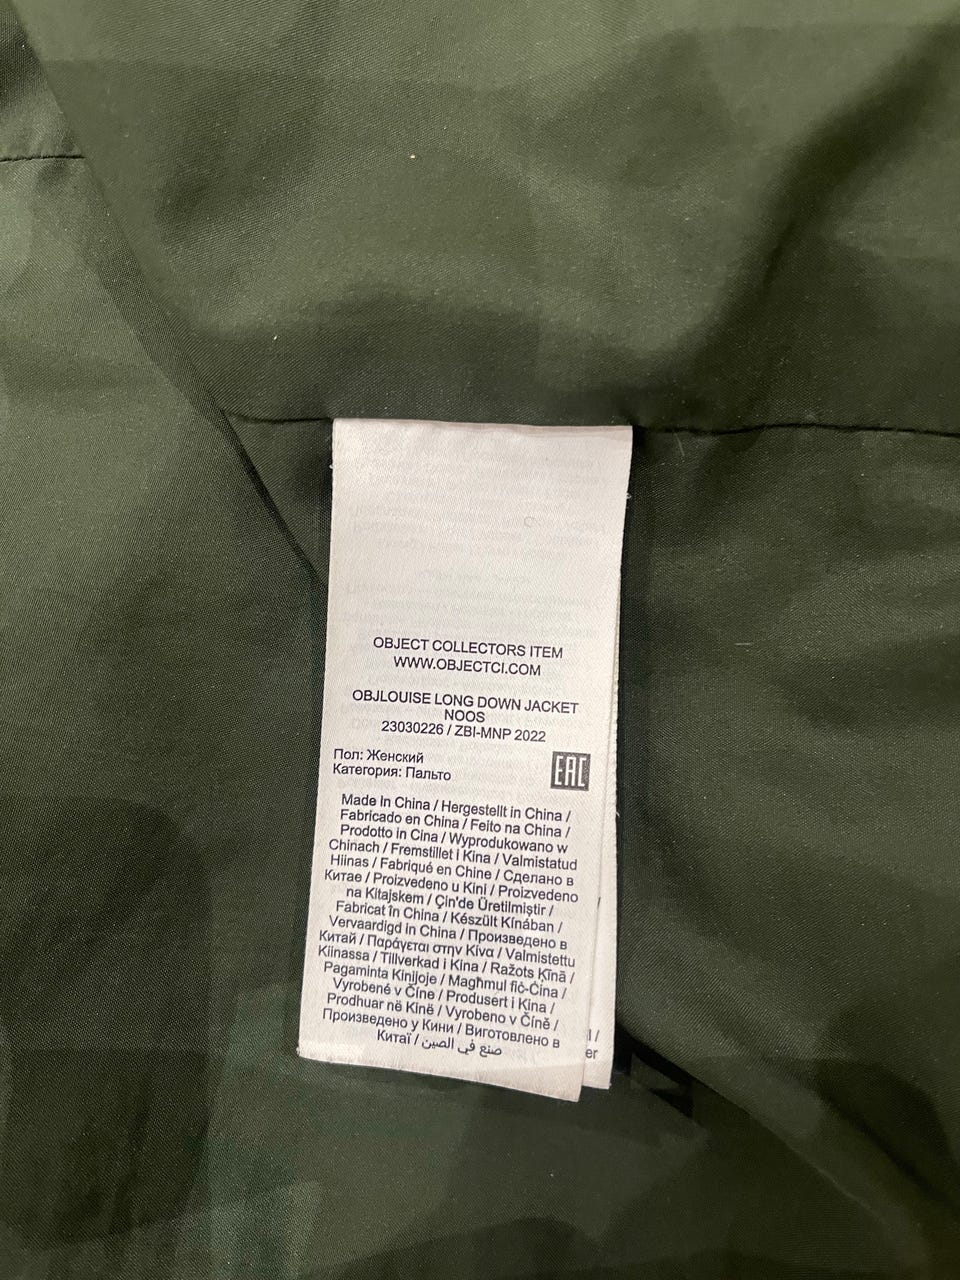 OBJECT COLLECTORS ITEM
WWW.OBJECTCI.COM
OBJLOUISE LONG DOWN JACKET
NOOS
23030226 / ZBI-MNP 2022
Пол: Женский
Категория: Пальто
EAC
Made In China / Hergestellt in China /
Fabricado en China / Feito na China /
Prodotto in Cina / Wyprodukowano w
Chinach / Fremstillet i Kina / Valmistatud
Hiinas / Fabriqué en Chine / Сделано в
Китае / Proizvedeno u Kini / Proizvedeno
na Kitajskem / Çin'de Üretilmiştir /
Fabricat în China / Készült Kínában /
Vervaardigd in China / Произведено в
Китай / Παράγεται στην Κίνα / Valmistettu
Kiinassa / Tillverkad i Kina / Ražots Ķīnā /
Pagaminta Kinijoje / Magħmul fiċ-Ċina /
Vyrobené v Číne / Produsert i Kina /
Prodhuar në Kinë / Vyrobeno v Číně /
Произведено у Кини / Виготовлено в
Китаї / صنع في الصين
l /
er